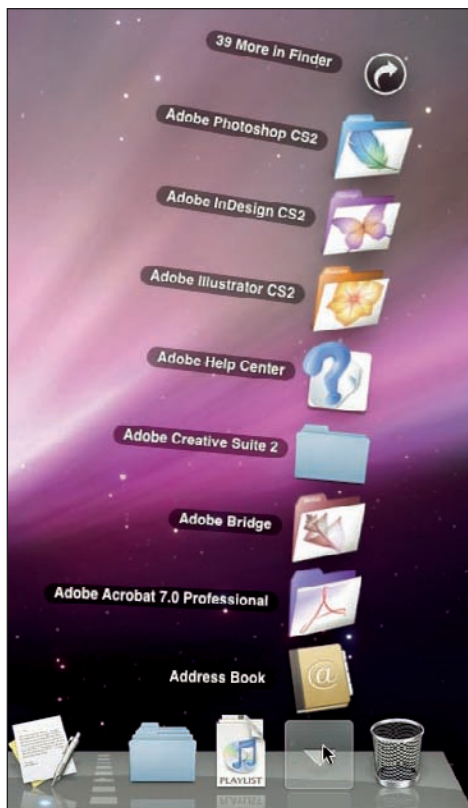 39 More in Finder
Adobe Photoshop CS2
Adobe InDesign CS2
Adobe Illustrator CS2
Adobe Help Center
Adobe Creative Suite 2
Adobe Bridge
Adobe Acrobat 7.0 Professional
Address Book
@
PLAYLIST